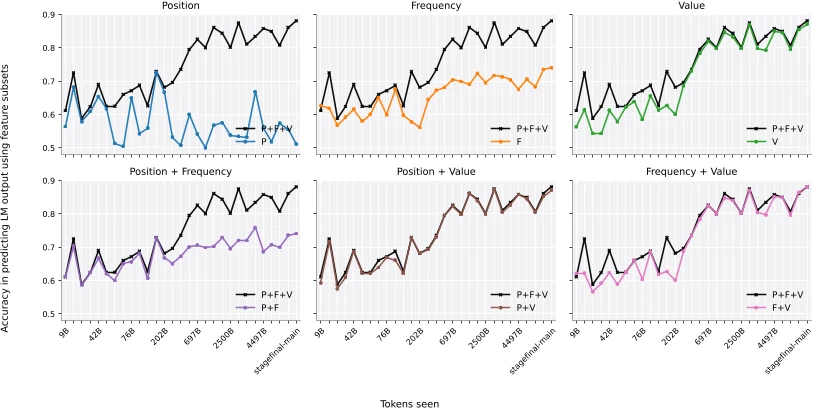 Position
Frequency
Value
Accuracy in predicting LM output using feature subsets
0.9
0.8
0.7
0.6
0.5
P+F+V
P
P+F+V
F
P+F+V
V
Position + Frequency
Position + Value
Frequency + Value
0.9
0.8
0.7
0.6
0.5
P+F+V
P+F
P+F+V
P+V
P+F+V
F+V
9B
42B
76B
202B
697B
2500B
4497B
stagefinal-main
9B
42B
76B
202B
697B
2500B
4497B
stagefinal-main
9B
42B
76B
202B
697B
2500B
4497B
stagefinal-main
Tokens seen